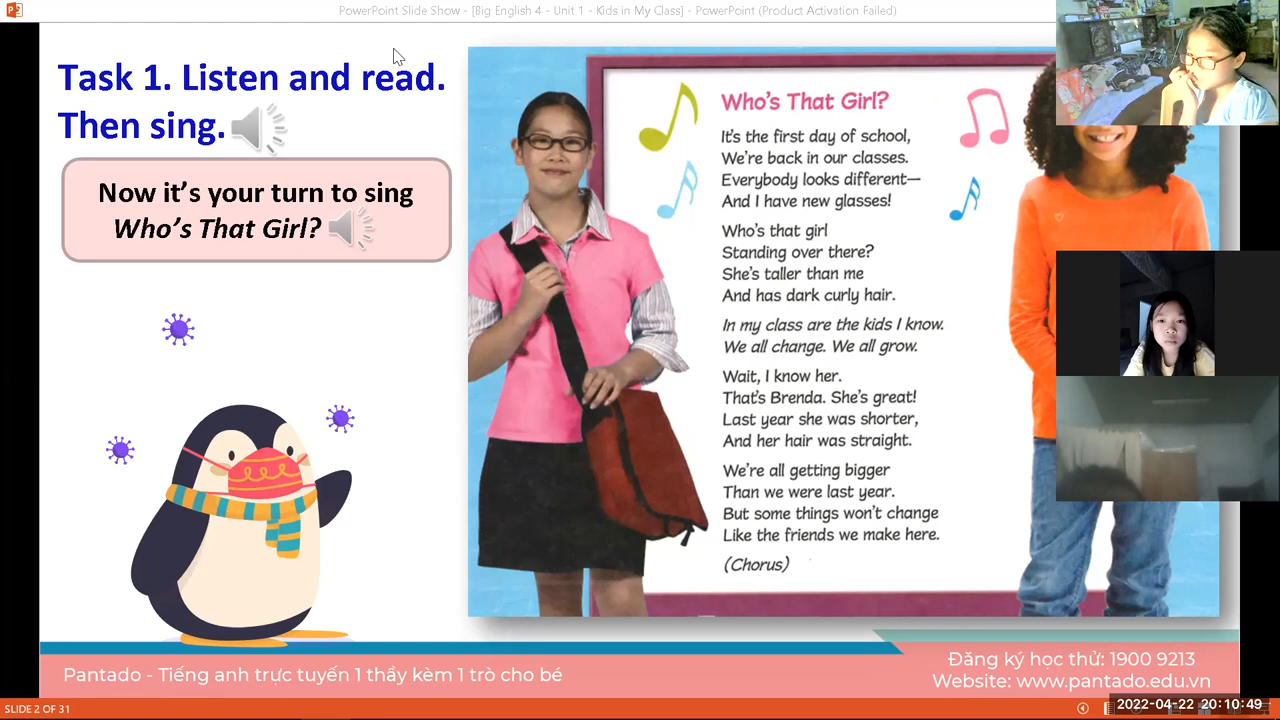 PowerPoint Slide Show - [Big English 4 - Unit 1 - Kids in My Class] - PowerPoint (Product Activation Failed)
Task 1. Listen and read.
Then sing.
Now it's your turn to sing
Who's That Girl?
Who's That Girl?
It's the first day of school,
We're back in our classes.
Everybody looks different—
And I have new glasses!
Who's that girl
Standing over there?
She's taller than me
And has dark curly hair.
In my class are the kids I know.
We all change. We all grow.
Wait, I know her.
That's Brenda. She's great!
Last year she was shorter,
And her hair was straight.
We're all getting bigger
Than we were last year.
But some things won't change
Like the friends we make here.
(Chorus)
Pantado - Tiếng anh trực tuyến 1 thầy kèm 1 trò cho bé
Đăng ký học thử: 1900 9213
Website: www.pantado.edu.vn
SLIDE 2 OF 31
2022-04-22 20:10:49